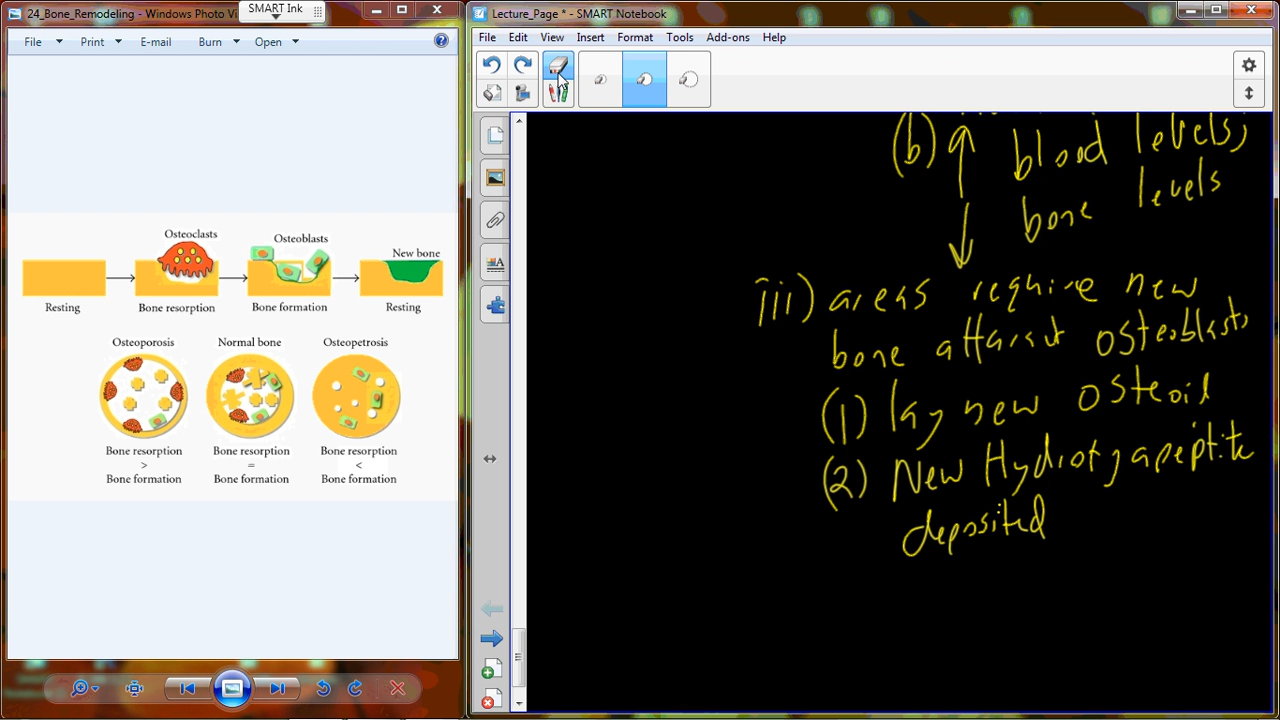 24_Bone_Remodeling - Windows Photo Vi
SMART Ink
File Print E-mail Burn Open
Osteoclasts
Osteoblasts
New bone
Resting
Bone resorption
Bone formation
Resting
Osteoporosis
Normal bone
Osteopetrosis
Bone resorption
>
Bone formation
Bone resorption
=
Bone formation
Bone resorption
<
Bone formation
Lecture_Page * - SMART Notebook
File Edit View Insert Format Tools Add-ons Help
(b) ↑ blood levels;
↓ bone levels
iii) areas require new
bone attaract osteoblasts
(1) lay new osteoid
(2) New Hydroxyapeptite
deposited